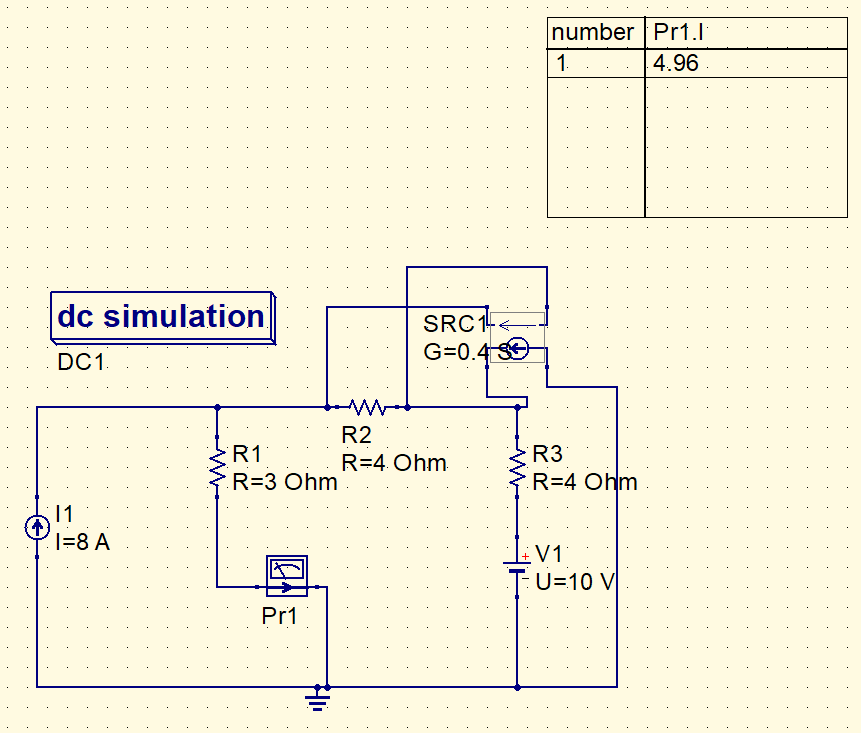 number Pr1.I
1 4.96
dc simulation
DC1
SRC1
G=0.4 S
R2
R=4 Ohm
R1
R=3 Ohm
R3
R=4 Ohm
I1
I=8 A
+ V1
- U=10 V
Pr1